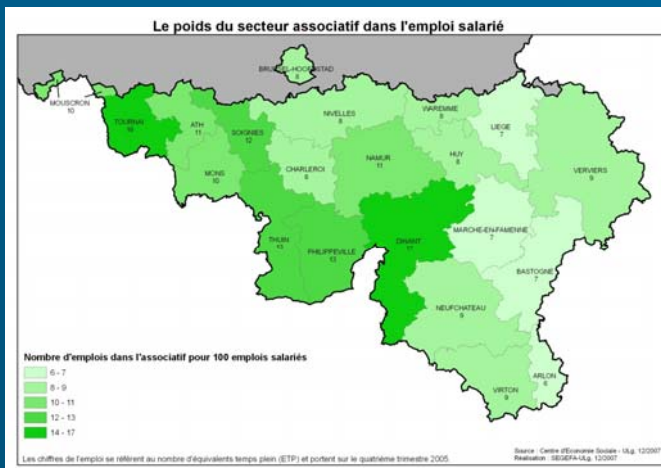 Le poids du secteur associatif dans l'emploi salarié
BRUSSEL-HOOFDSTAD
8
MOUSCRON
10
TOURNAI
16
ATH
11
SOIGNIES
12
NIVELLES
8
WAREMME
8
LIEGE
7
MONS
10
CHARLEROI
8
NAMUR
11
HUY
8
VERVIERS
9
THUIN
13
PHILIPPEVILLE
12
DINANT
17
MARCHE-EN-FAMENNE
7
BASTOGNE
7
NEUFCHATEAU
9
VIRTON
9
ARLON
6
Nombre d'emplois dans l'associatif pour 100 emplois salariés
6 - 7
8 - 9
10 - 11
12 - 13
14 - 17
Les chiffres de l'emploi se réfèrent au nombre d'équivalents temps plein (ETP) et portent sur le quatrième trimestre 2005.
Source : Centre d'Economie Sociale - ULg, 12/2007
Réalisation : SEGEFA-ULg, 12/2007